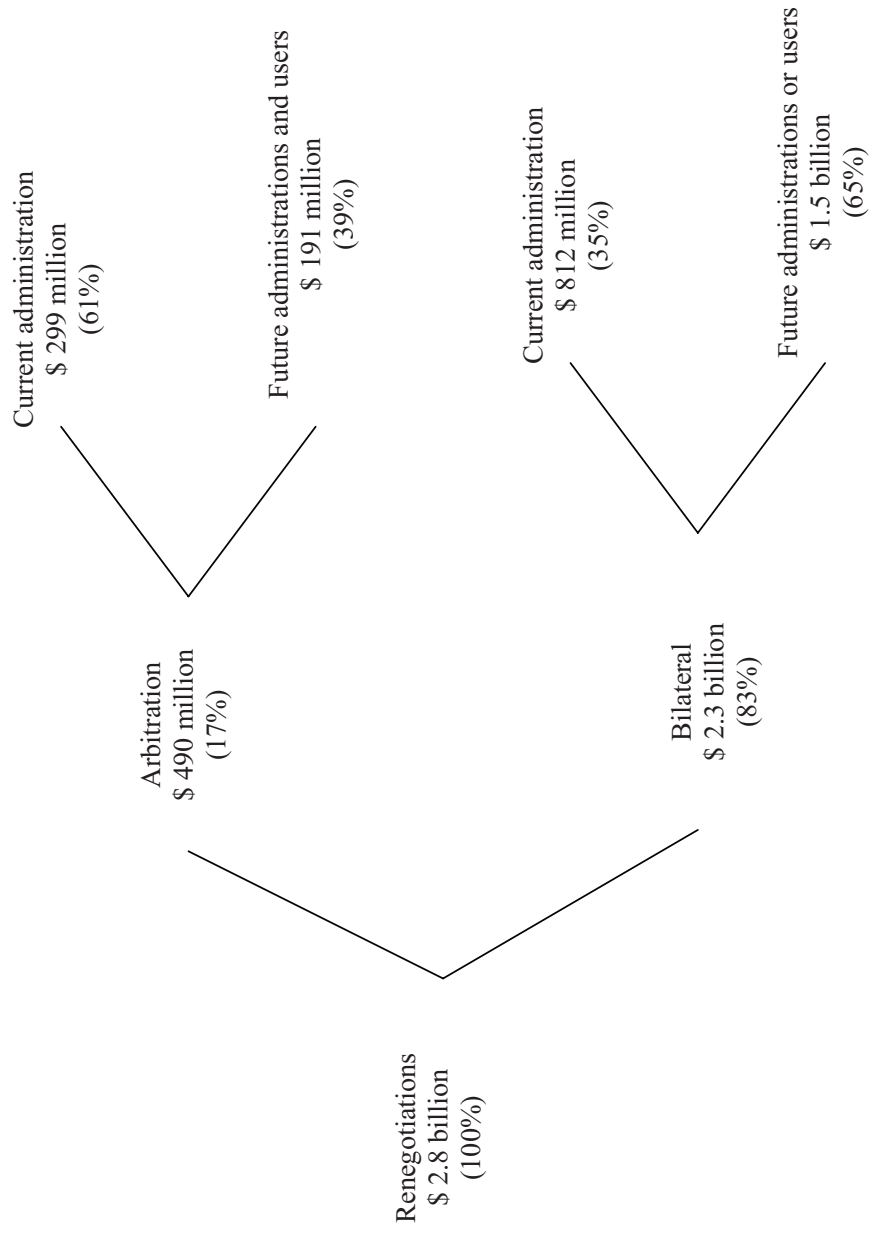 Renegotiations
$ 2.8 billion
(100%)
Arbitration
$ 490 million
(17%)
Current administration
$ 299 million
(61%)
Future administrations and users
$ 191 million
(39%)
Bilateral
$ 2.3 billion
(83%)
Current administration
$ 812 million
(35%)
Future administrations or users
$ 1.5 billion
(65%)